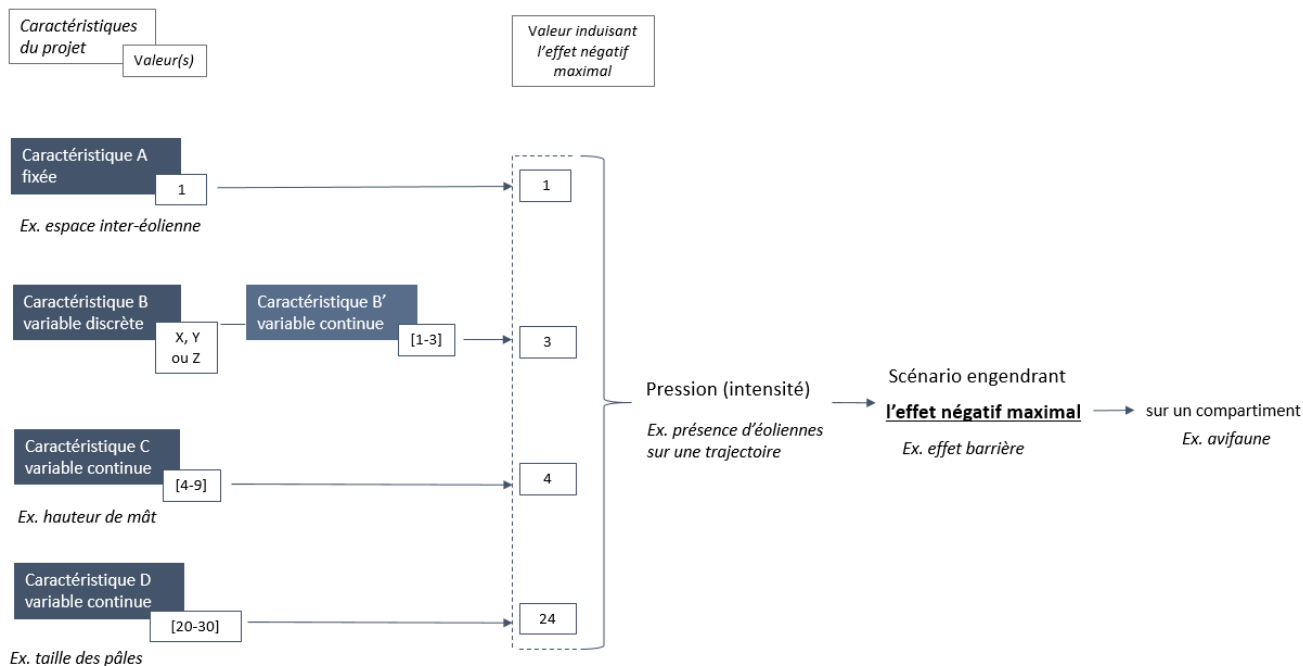 Caractéristiques
du projet
Valeur(s)
Valeur induisant
l'effet négatif
maximal
Caractéristique A
fixée
1
1
Ex. espace inter-éolienne
Caractéristique B
variable discrète
X, Y
ou Z
Caractéristique B'
variable continue
[1-3]
3
Pression (intensité)
Ex. présence d'éoliennes
sur une trajectoire
Scénario engendrant
l'effet négatif maximal
Ex. effet barrière
sur un compartiment
Ex. avifaune
Caractéristique C
variable continue
[4-9]
4
Ex. hauteur de mât
Caractéristique D
variable continue
[20-30]
24
Ex. taille des pâles